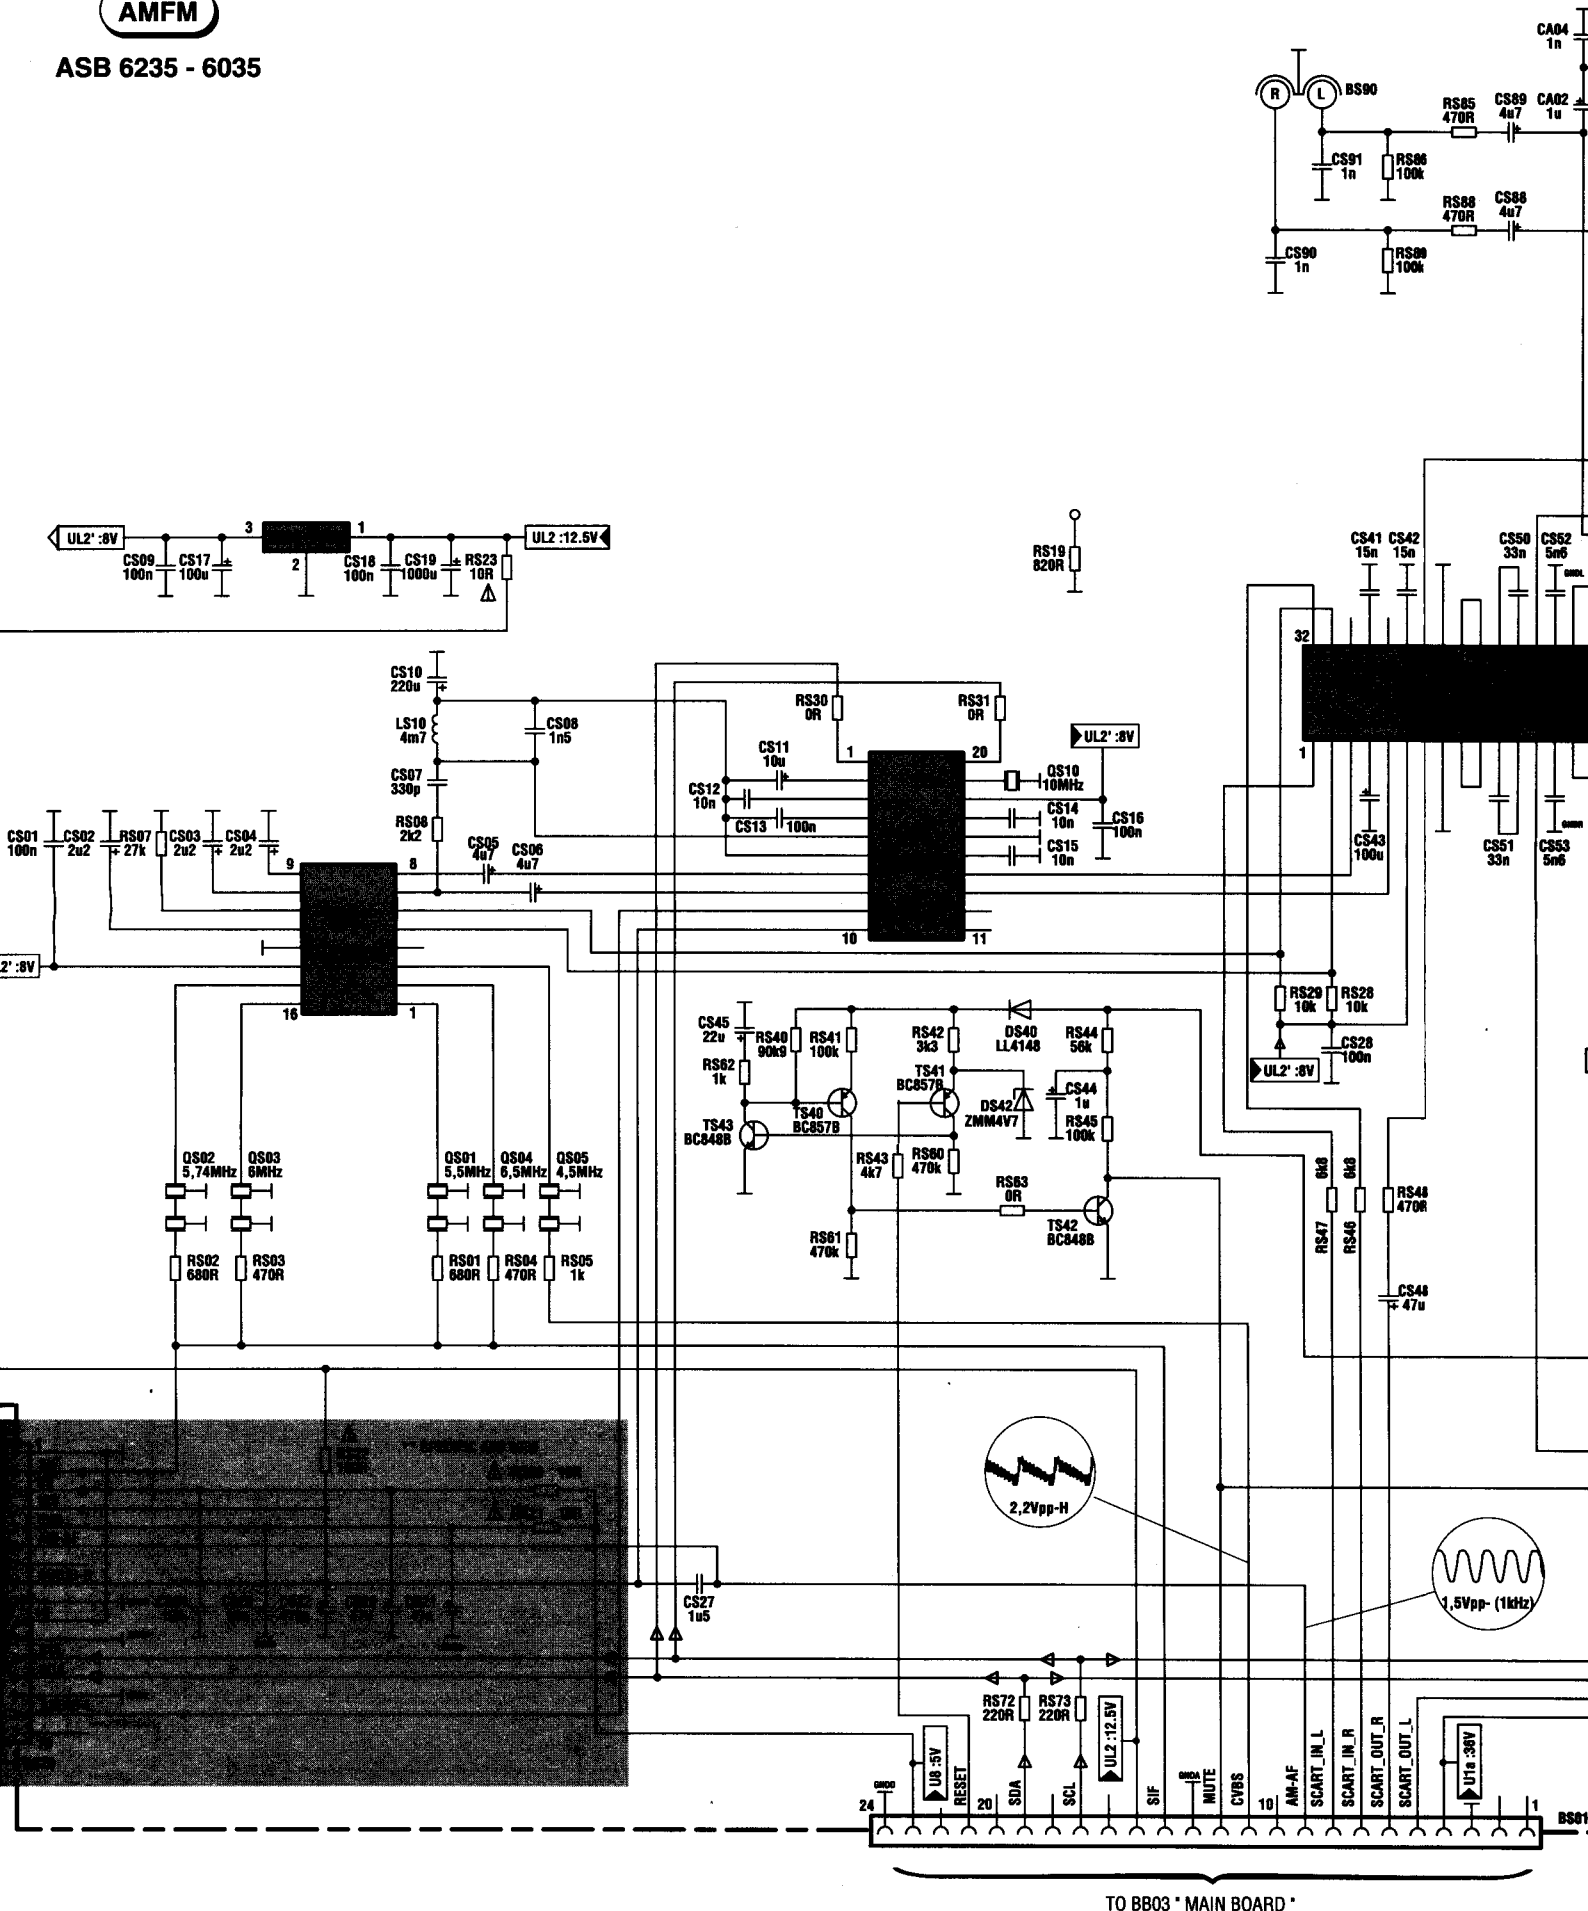 AMFM
ASB 6235 - 6035
CA04
1n
R
L
BS90
RS85
470R
CS89
4u7
CA02
1u
CS91
1n
RS86
100k
RS88
470R
CS88
4u7
CS90
1n
RS89
100k
UL2' :8V
3
1
UL2 :12.5V
2
CS09
100n
CS17
100u
CS18
100n
CS19
1000u
RS23
10R
RS19
820R
CS41
15n
CS42
15n
CS50
33n
CS52
5n6
GNDL
32
CS10
220u
LS10
4m7
CS08
1n5
RS30
0R
RS31
0R
UL2' :8V
CS07
330p
CS11
10u
1
20
QS10
10MHz
1
CS12
10n
CS13
100n
CS14
10n
CS16
100n
CS15
10n
RS08
2k2
CS01
100n
CS02
2u2
RS07
27k
CS03
2u2
CS04
2u2
CS05
4u7
CS06
4u7
CS43
100u
CS51
33n
GNDR
CS53
5n6
9
8
10
11
2' :8V
16
1
RS29
10k
RS28
10k
CS28
100n
UL2' :8V
CS45
22u
RS40
90k9
RS41
100k
RS42
3k3
DS40
LL4148
RS44
56k
RS62
1k
TS41
BC857B
CS44
1u
DS42
ZMM4V7
TS43
BC848B
TS40
BC857B
RS45
100k
RS43
4k7
RS60
470k
RS63
0R
TS42
BC848B
RS61
470k
QS02
5,74MHz
QS03
6MHz
QS01
5,5MHz
QS04
6,5MHz
QS05
4,5MHz
RS02
680R
RS03
470R
RS01
680R
RS04
470R
RS05
1k
6k8
RS47
6k8
RS46
RS48
470R
CS48
47u
2,2Vpp-H
1,5Vpp- (1kHz)
CS27
1u5
RS72
220R
RS73
220R
UL2 :12.5V
U8 :5V
U1a :36V
GNDD
24
RESET
20
SDA
SCL
SIF
GNDA
MUTE
CVBS
10
AM-AF
SCART_IN_L
SCART_IN_R
SCART_OUT_R
SCART_OUT_L
1
BS01
TO BB03 " MAIN BOARD "